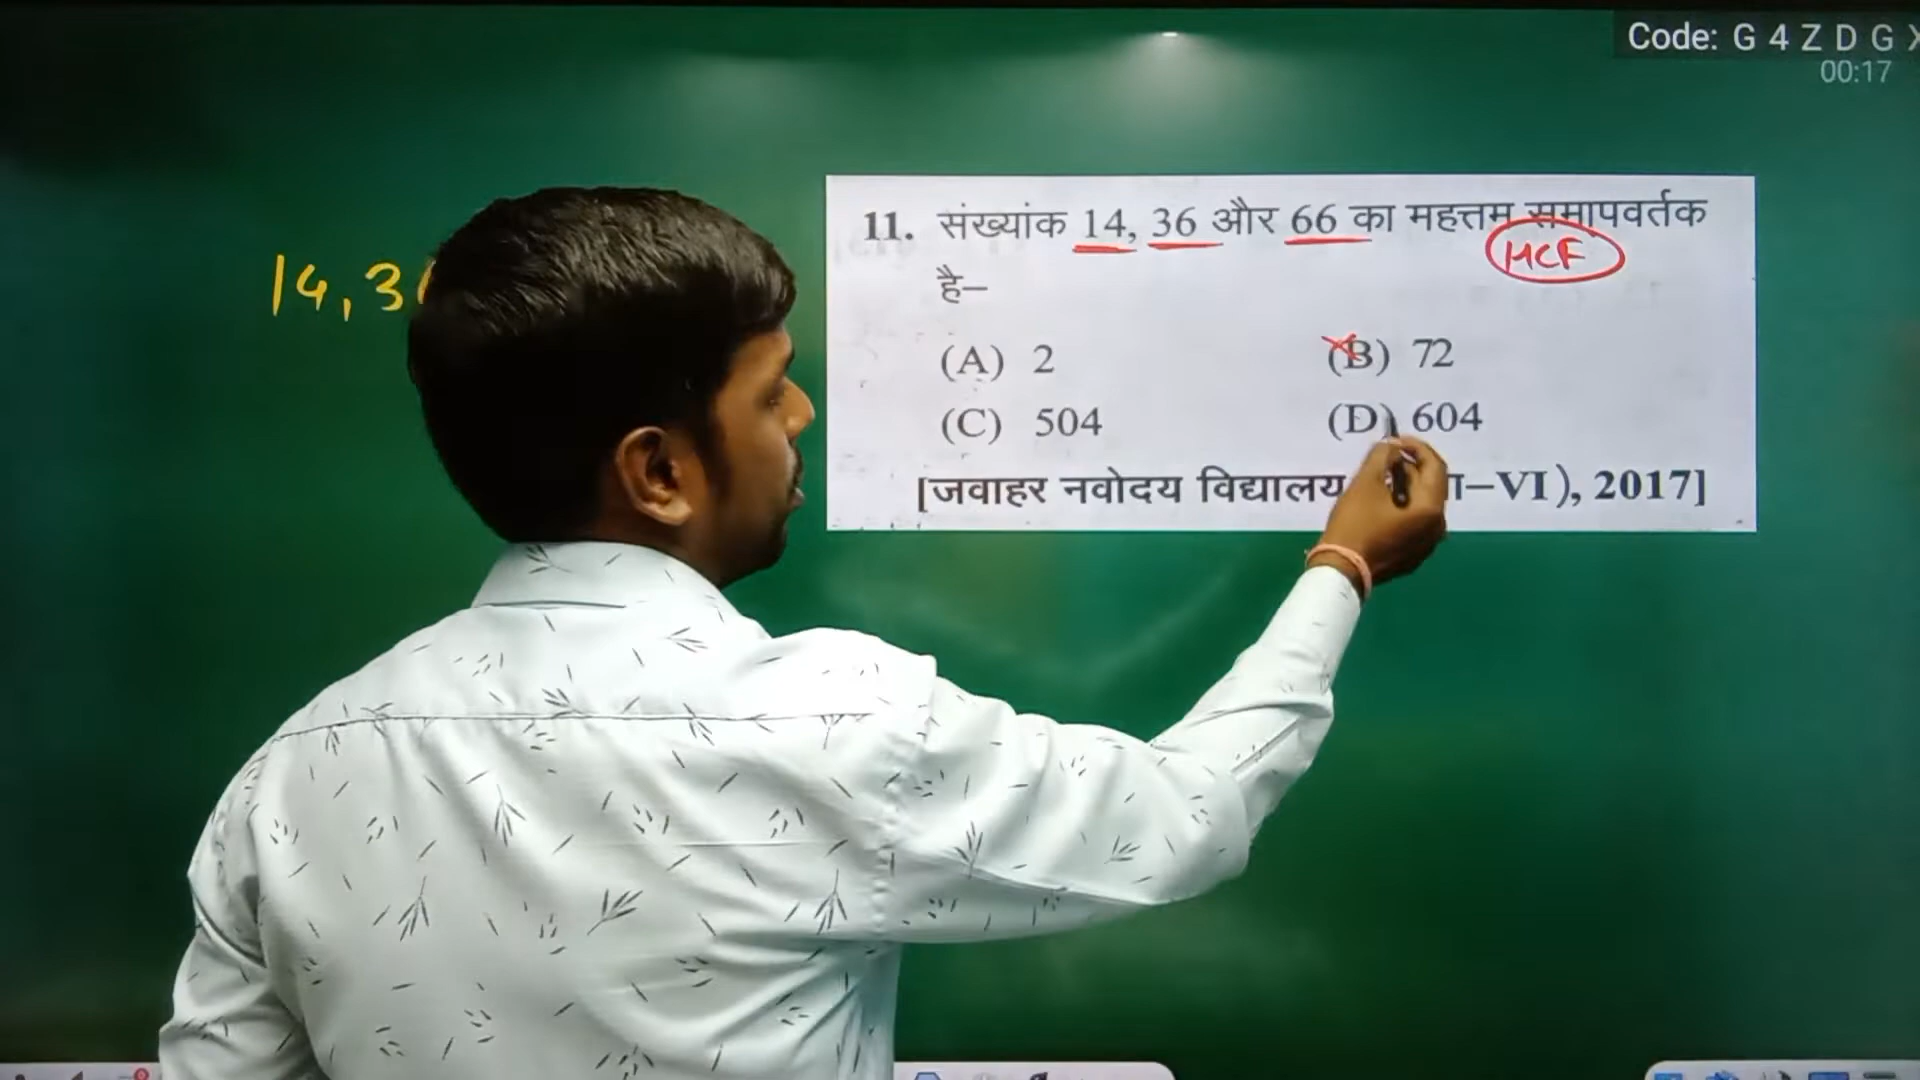 Code: G 4 Z D G X
00:17
14, 3
11. संख्यांक 14, 36 और 66 का महत्तम समापवर्तक
HCF
है–
(A) 2
(B) 72
(C) 504
(D) 604
[जवाहर नवोदय विद्यालय –VI), 2017]